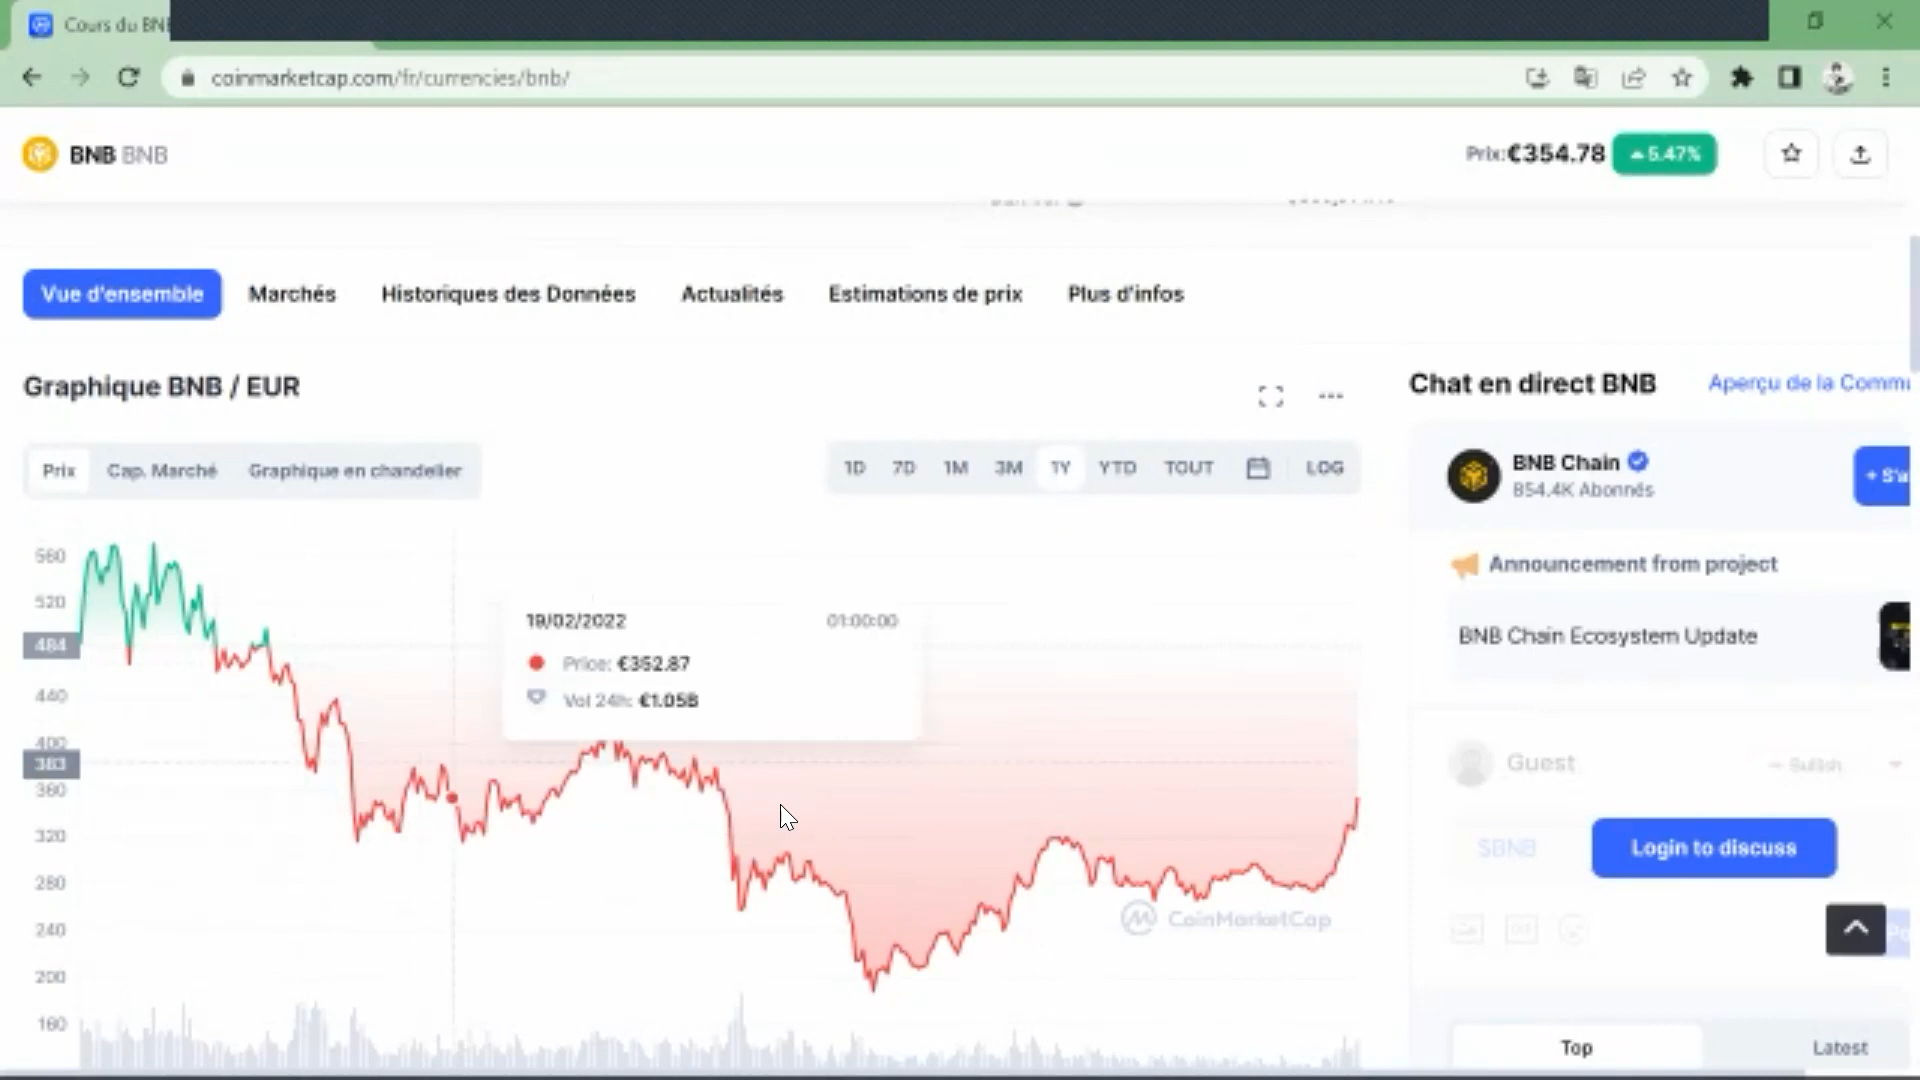 Cours du BN
coinmarketcap.com/fr/currencies/bnb/
BNB BNB
Prix:€354.78 5.47%
Vue d'ensemble Marchés Historiques des Données Actualités Estimations de prix Plus d'infos
Graphique BNB / EUR
Chat en direct BNB Aperçu de la Commu
Prix Cap. Marché Graphique en chandelier
1D 7D 1M 3M 1Y YTD TOUT LOG
BNB Chain
854.4K Abonnés
+ S'a
Announcement from project
BNB Chain Ecosystem Update
560
520
484
440
400
383
360
320
280
240
200
160
19/02/2022 01:00:00
Price: €352.87
Vol 24h: €1.05B
CoinMarketCap
Guest
Bullish
$BNB
Login to discuss
Po
Top Latest